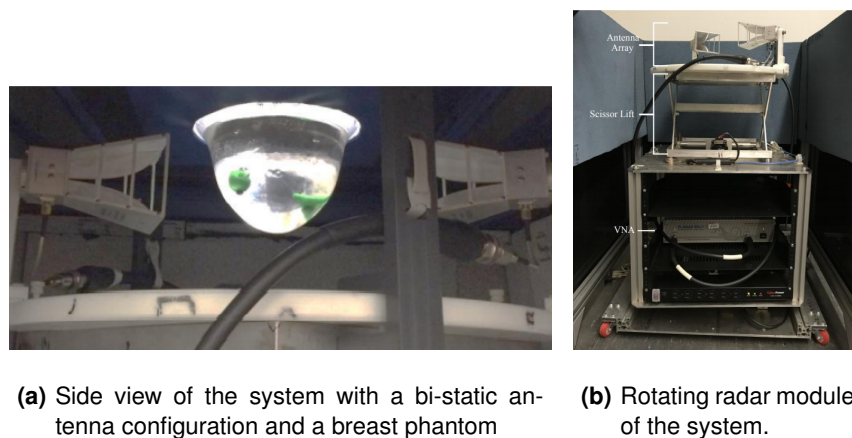 Antenna
Array
Scissor Lift
VNA
(a) Side view of the system with a bi-static an-
tenna configuration and a breast phantom
(b) Rotating radar module
of the system.